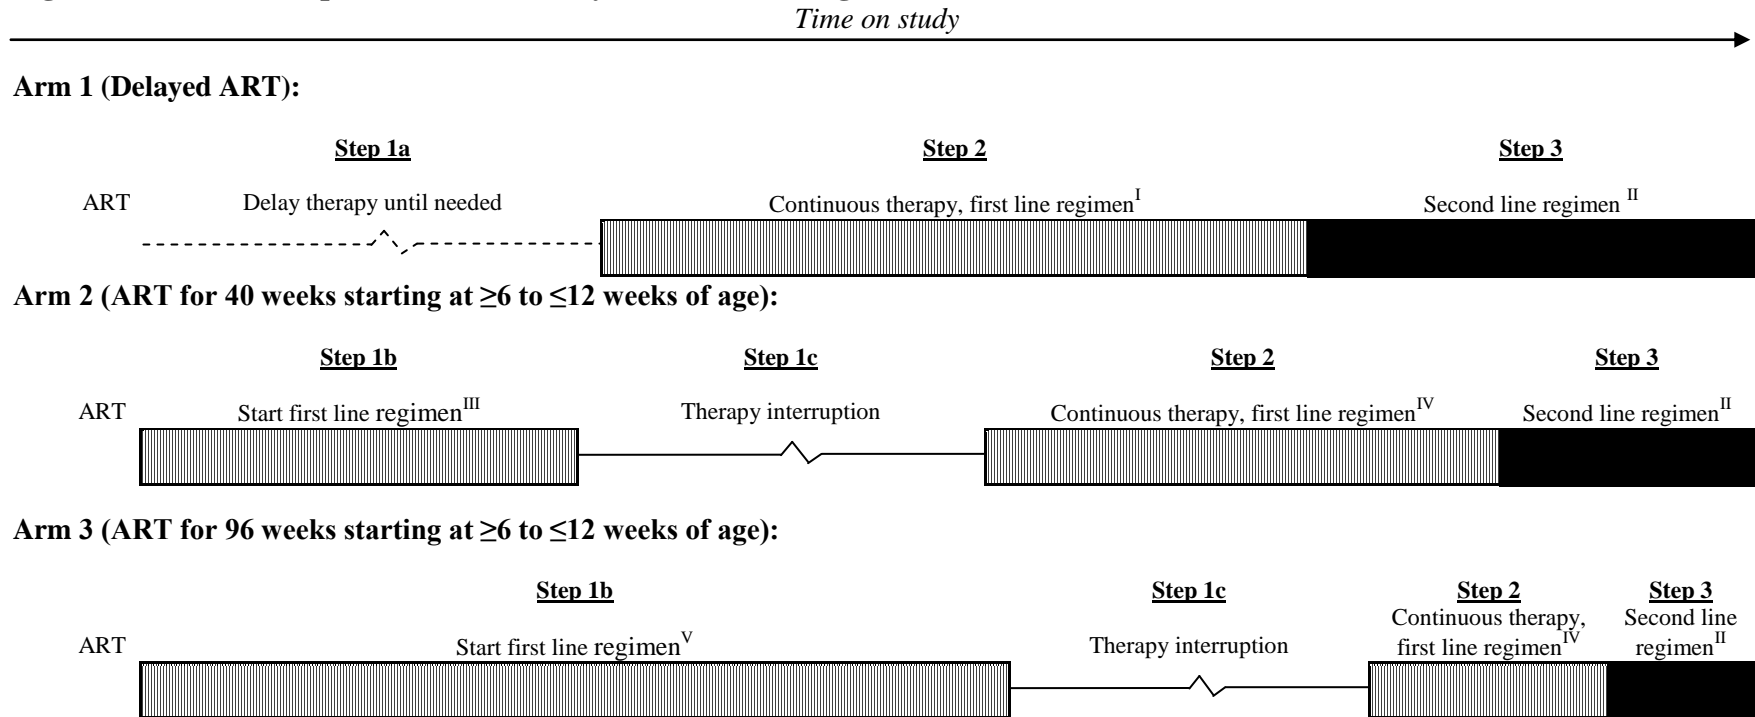 Time on study
Arm 1 (Delayed ART):
Step 1a Step 2 Step 3
ART Delay therapy until needed Continuous therapy, first line regimen^I Second line regimen ^II
Arm 2 (ART for 40 weeks starting at ≥6 to ≤12 weeks of age):
Step 1b Step 1c Step 2 Step 3
ART Start first line regimen^III Therapy interruption Continuous therapy, first line regimen^IV Second line regimen^II
Arm 3 (ART for 96 weeks starting at ≥6 to ≤12 weeks of age):
Step 1b Step 1c Step 2 Step 3
Continuous therapy, Second line
ART Start first line regimen^V Therapy interruption first line regimen^IV regimen^II